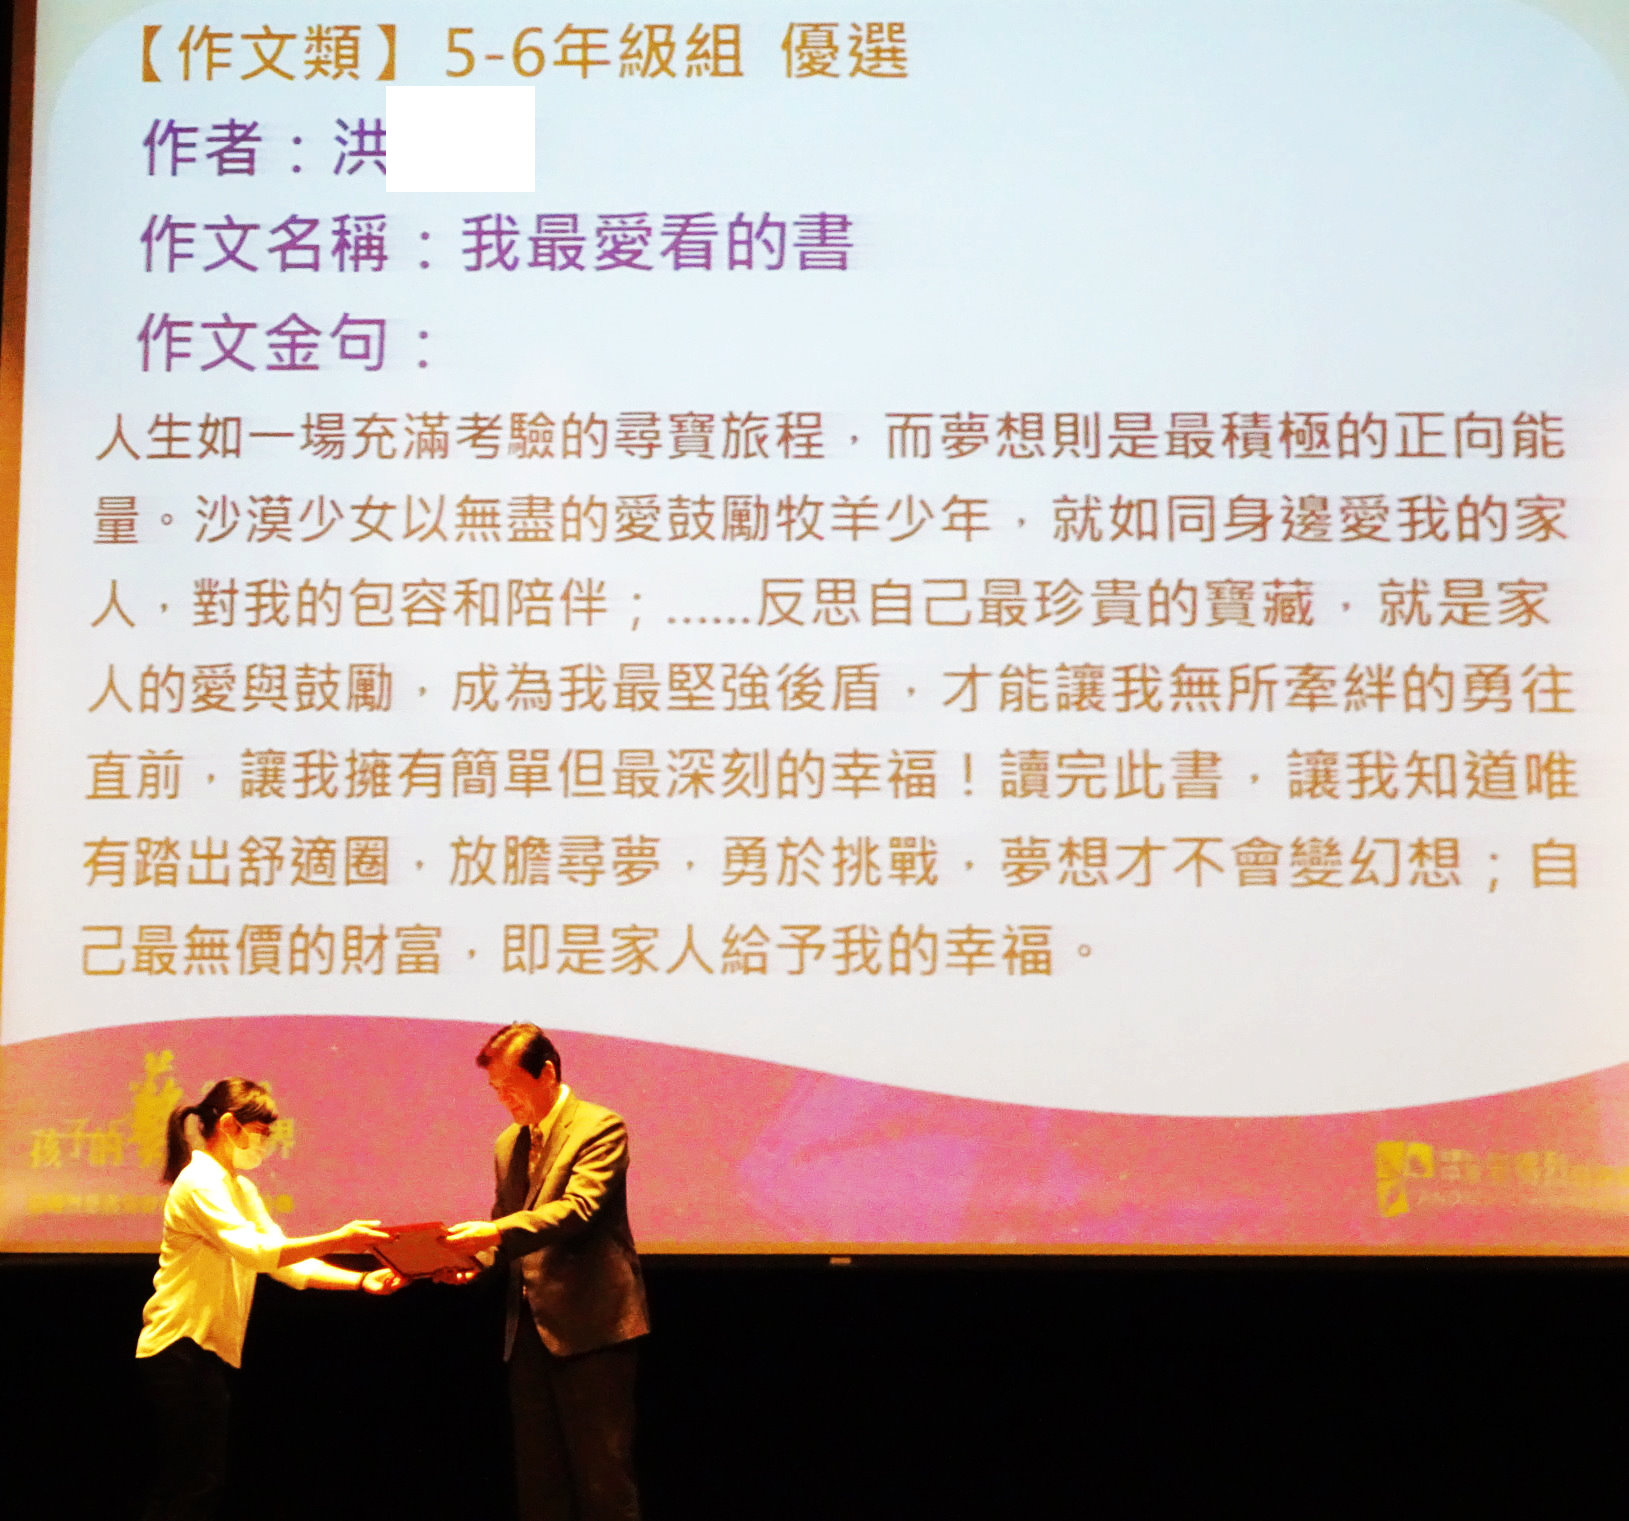 【作文類】 5-6年級組 優選
作者：洪
作文名稱：我最愛看的書
作文金句：
人生如一場充滿考驗的尋寶旅程，而夢想則是最積極的正向能
量。沙漠少女以無盡的愛鼓勵牧羊少年，就如同身邊愛我的家
人，對我的包容和陪伴；……反思自己最珍貴的寶藏，就是家
人的愛與鼓勵，成為我最堅強後盾，才能讓我無所牽絆的勇往
直前，讓我擁有簡單但最深刻的幸福！讀完此書，讓我知道唯
有踏出舒適圈，放膽尋夢，勇於挑戰，夢想才不會變幻想；自
己最無價的財富，即是家人給予我的幸福。
孩子的
界